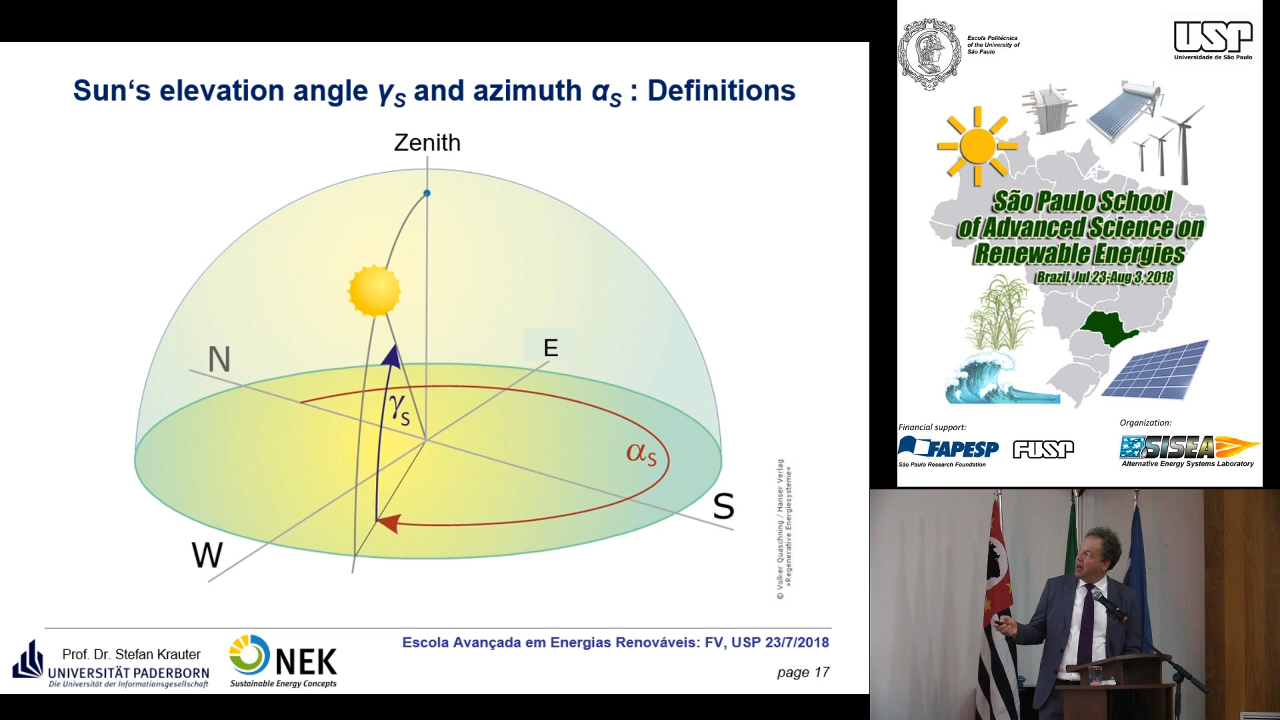 Sun‘s elevation angle γS and azimuth αS : Definitions
Zenith
N
E
γS
αS
S
W
© Volker Quaschning / Hanser Verlag
»Regenerative Energiesysteme«
Escola Avançada em Energias Renováveis: FV, USP 23/7/2018
Prof. Dr. Stefan Krauter
UNIVERSITÄT PADERBORN
Die Universität der Informationsgesellschaft
NEK
Sustainable Energy Concepts
page 17
Escola Politécnica
of the University of
São Paulo
USP
Universidade de São Paulo
São Paulo School
of Advanced Science on
Renewable Energies
Brazil, Jul 23-Aug 3, 2018
Financial support:
FAPESP
São Paulo Research Foundation
FUSP
Organization:
SISEA
Alternative Energy Systems Laboratory